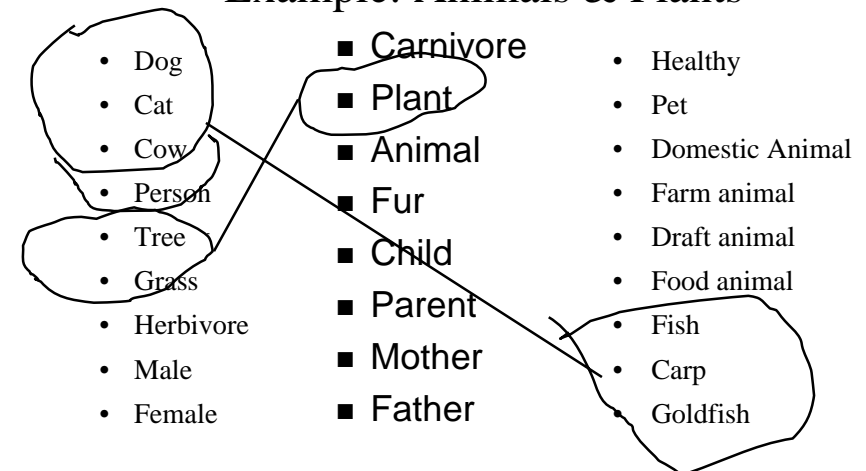 Example: Animals & Plants
• Dog
• Cat
• Cow
• Person
• Tree
• Grass
• Herbivore
• Male
• Female
■ Carnivore
■ Plant
■ Animal
■ Fur
■ Child
■ Parent
■ Mother
■ Father
• Healthy
• Pet
• Domestic Animal
• Farm animal
• Draft animal
• Food animal
• Fish
• Carp
• Goldfish